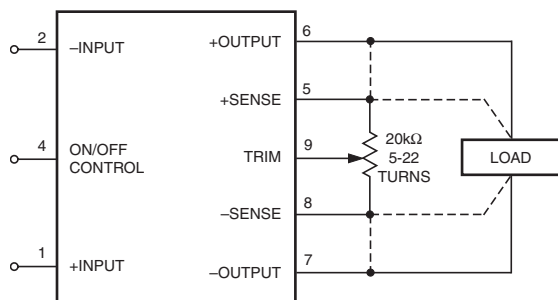 2
–INPUT
4
ON/OFF
CONTROL
1
+INPUT
+OUTPUT
6
+SENSE
5
TRIM
9
20kΩ
5-22
TURNS
–SENSE
8
–OUTPUT
7
LOAD